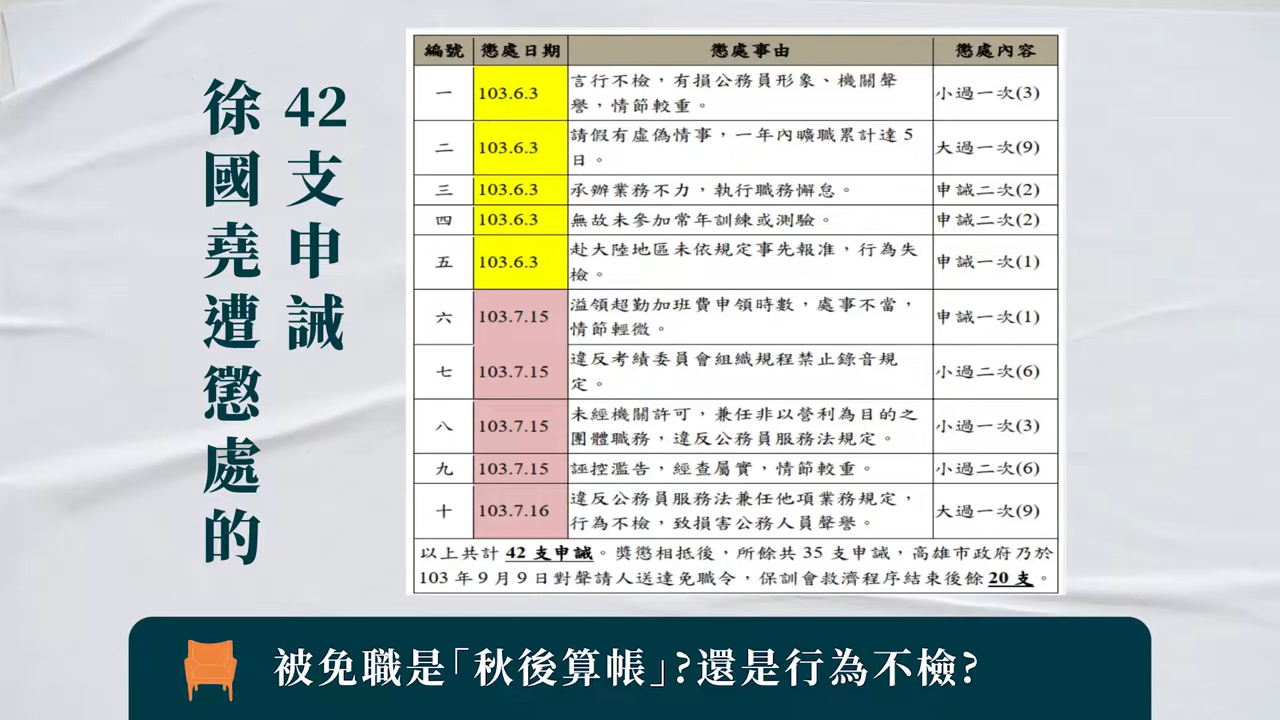 42支申誡
徐國堯遭懲處的
編號 懲處日期 懲處事由 懲處內容
一 103.6.3 言行不檢，有損公務員形象、機關聲
譽，情節較重。 小過一次(3)
二 103.6.3 請假有虛偽情事，一年內曠職累計達 5
日。 大過一次(9)
三 103.6.3 承辦業務不力，執行職務懈怠。 申誡二次(2)
四 103.6.3 無故未參加常年訓練或測驗。 申誡二次(2)
五 103.6.3 赴大陸地區未依規定事先報准，行為失
檢。 申誡一次(1)
六 103.7.15 溢領超勤加班費申領時數，處事不當，
情節輕微。 申誡一次(1)
七 103.7.15 違反考績委員會組織規程禁止錄音規
定。 小過二次(6)
八 103.7.15 未經機關許可，兼任非以營利為目的之
團體職務，違反公務員服務法規定。 小過一次(3)
九 103.7.15 誣控濫告，經查屬實，情節較重。 小過二次(6)
十 103.7.16 違反公務員服務法兼任他項業務規定，
行為不檢，致損害公務人員聲譽。 大過一次(9)
以上共計 42 支申誡。獎懲相抵後，所餘共 35 支申誡，高雄市政府乃於
103 年 9 月 9 日對聲請人送達免職令，保訓會救濟程序結束後餘 20 支。
被免職是「秋後算帳」?還是行為不檢?